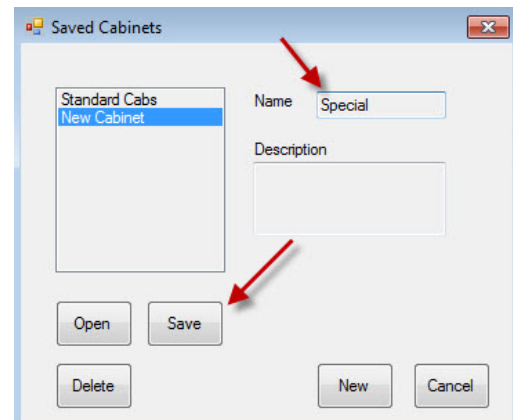 Saved Cabinets
Standard Cabs
New Cabinet
Name
Special
Description
Open
Save
Delete
New
Cancel